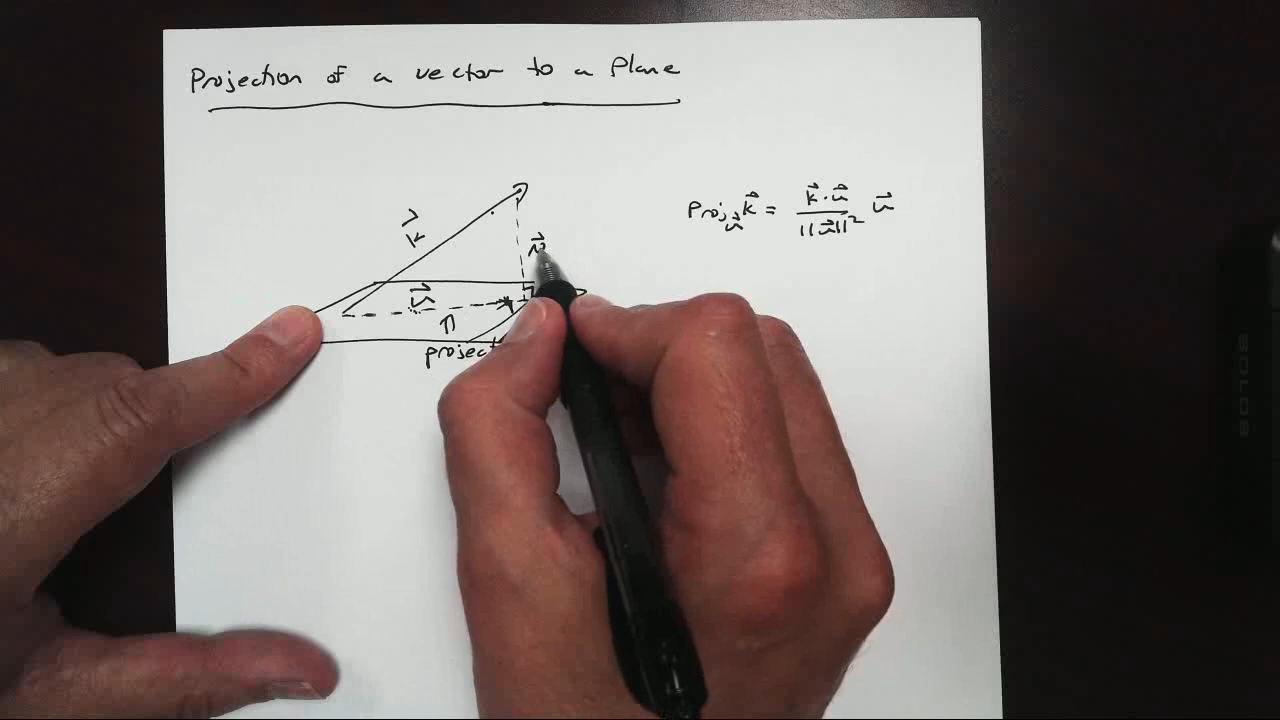 Projection of a vector to a Plane
Proj_u⃗ k⃗ = (k⃗ · u⃗) / ||u⃗||² u⃗
k⃗
n⃗
u⃗
π